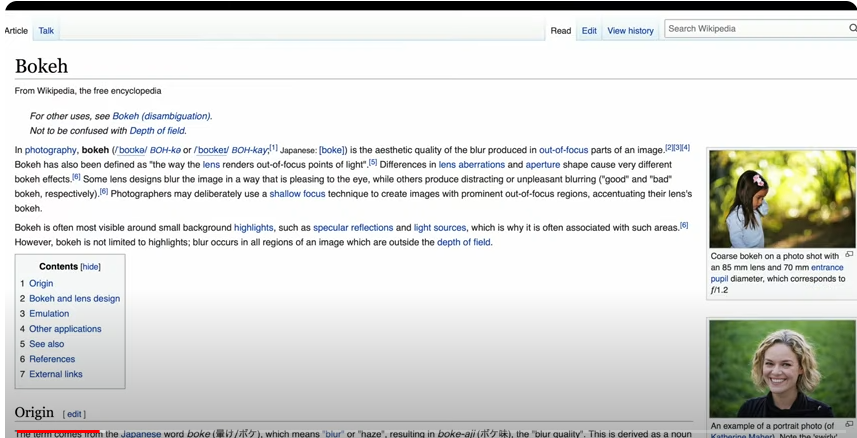 Article Talk Read Edit View history Search Wikipedia
Bokeh
From Wikipedia, the free encyclopedia
For other uses, see Bokeh (disambiguation).
Not to be confused with Depth of field.
In photography, bokeh (/ˈboʊkə/ BOH-kə or /ˈboʊkeɪ/ BOH-kay;[1] Japanese: [boke]) is the aesthetic quality of the blur produced in out-of-focus parts of an image.[2][3][4]
Bokeh has also been defined as "the way the lens renders out-of-focus points of light".[5] Differences in lens aberrations and aperture shape cause very different
bokeh effects.[6] Some lens designs blur the image in a way that is pleasing to the eye, while others produce distracting or unpleasant blurring ("good" and "bad"
bokeh, respectively).[6] Photographers may deliberately use a shallow focus technique to create images with prominent out-of-focus regions, accentuating their lens's
bokeh.
Bokeh is often most visible around small background highlights, such as specular reflections and light sources, which is why it is often associated with such areas.[6]
However, bokeh is not limited to highlights; blur occurs in all regions of an image which are outside the depth of field.
Contents [hide]
1 Origin
2 Bokeh and lens design
3 Emulation
4 Other applications
5 See also
6 References
7 External links
Origin [ edit ]
The term comes from the Japanese word boke (暈け/ボケ), which means "blur" or "haze", resulting in boke-aji (ボケ味), the "blur quality". This is derived as a noun
Coarse bokeh on a photo shot with
an 85 mm lens and 70 mm entrance
pupil diameter, which corresponds to
f/1.2
An example of a portrait photo (of
Katherine Maher). Note the 'swirly'